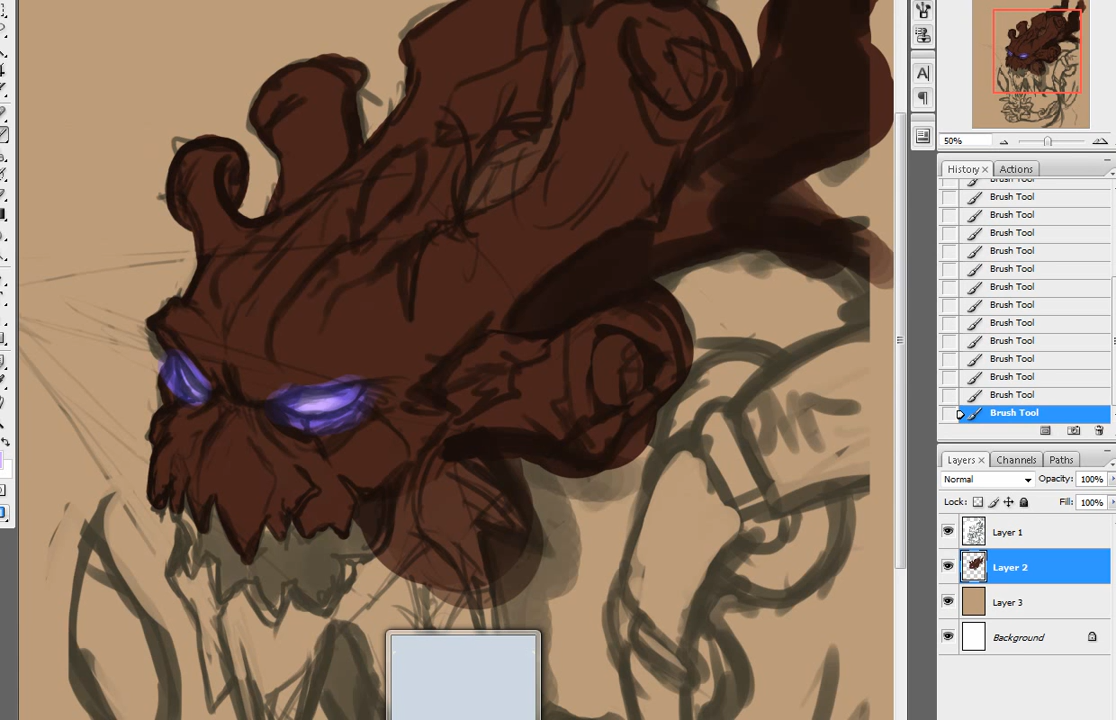 A
50%
History × Actions
Brush Tool
Brush Tool
Brush Tool
Brush Tool
Brush Tool
Brush Tool
Brush Tool
Brush Tool
Brush Tool
Brush Tool
Brush Tool
Brush Tool
Brush Tool
Brush Tool
Layers × Channels Paths
Normal Opacity: 100%
Lock: Fill: 100%
Layer 1
Layer 2
Layer 3
Background